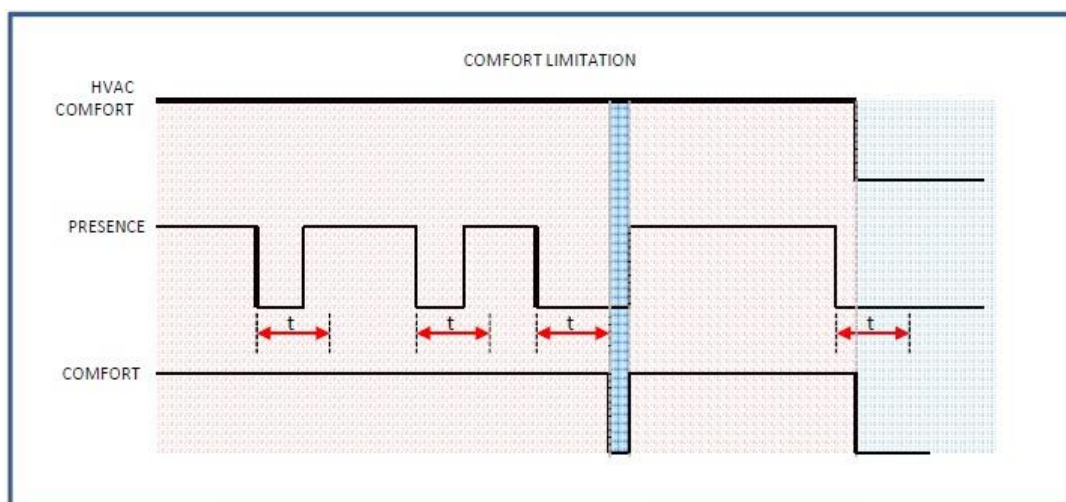 COMFORT LIMITATION
HVAC
COMFORT
PRESENCE
t
t
t
t
COMFORT